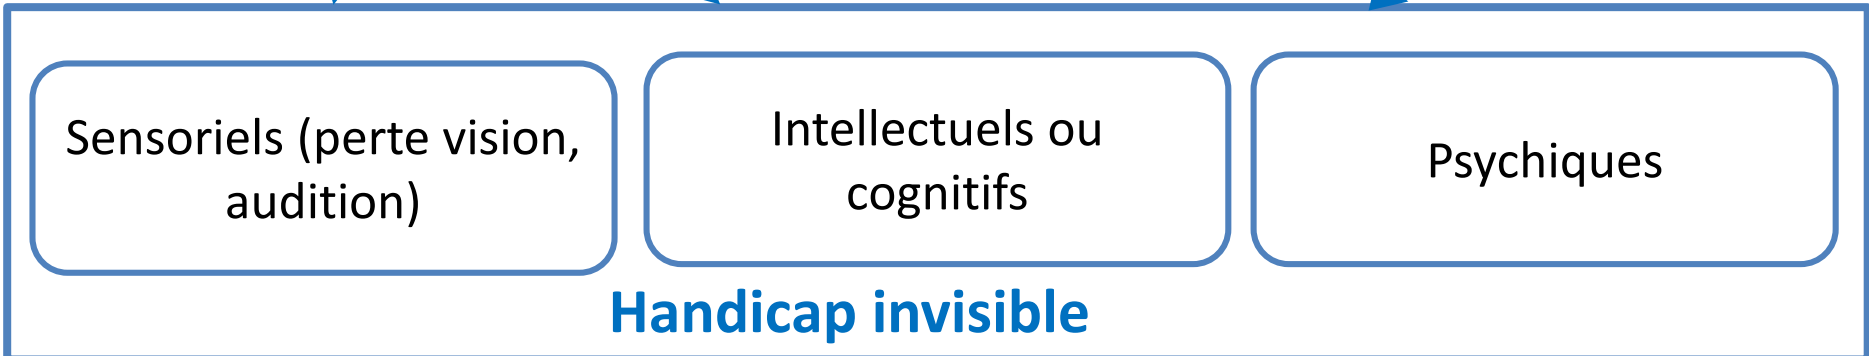 Sensoriels (perte vision,
audition)
Intellectuels ou
cognitifs
Psychiques
Handicap invisible